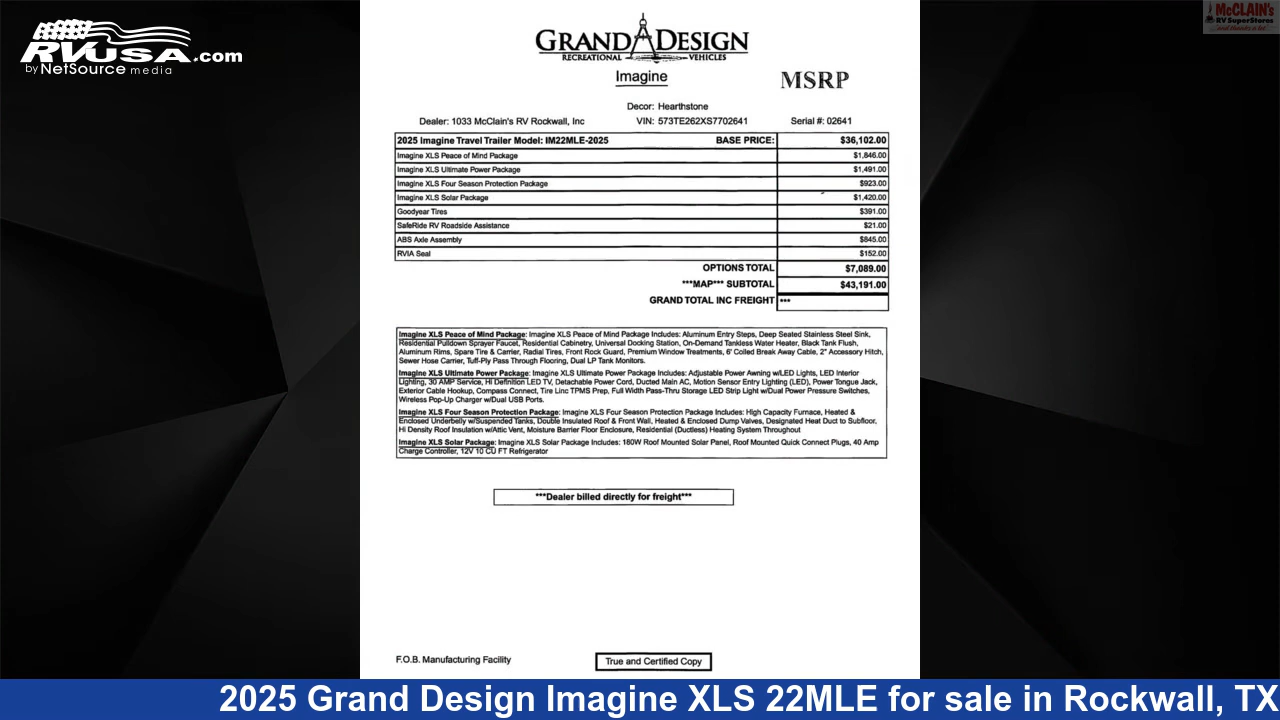 RVUSA.com
by NetSource media
McCLAIN's
RV SuperStores
GRAND DESIGN
RECREATIONAL VEHICLES
Imagine
MSRP
Decor: Hearthstone
Dealer: 1033 McClain's RV Rockwall, Inc VIN: 573TE262XS7702641 Serial #: 02641
2025 Imagine Travel Trailer Model: IM22MLE-2025 BASE PRICE: $36,102.00
Imagine XLS Peace of Mind Package $1,846.00
Imagine XLS Ultimate Power Package $1,491.00
Imagine XLS Four Season Protection Package $923.00
Imagine XLS Solar Package $1,420.00
Goodyear Tires $391.00
SafeRide RV Roadside Assistance $21.00
ABS Axle Assembly $845.00
RVIA Seal $152.00
OPTIONS TOTAL $7,089.00
***MAP*** SUBTOTAL $43,191.00
GRAND TOTAL INC FREIGHT ***
Imagine XLS Peace of Mind Package: Imagine XLS Peace of Mind Package Includes: Aluminum Entry Steps, Deep Seated Stainless Steel Sink,
Residential Pulldown Sprayer Faucet, Residential Cabinetry, Universal Docking Station, On-Demand Tankless Water Heater, Black Tank Flush,
Aluminum Rims, Spare Tire & Carrier, Radial Tires, Front Rock Guard, Premium Window Treatments, 6' Coiled Break Away Cable, 2" Accessory Hitch,
Sewer Hose Carrier, Tuff-Ply Pass Through Flooring, Dual LP Tank Monitors.
Imagine XLS Ultimate Power Package: Imagine XLS Ultimate Power Package Includes: Adjustable Power Awning w/LED Lights, LED Interior
Lighting, 30 AMP Service, Hi Definition LED TV, Detachable Power Cord, Ducted Main AC, Motion Sensor Entry Lighting (LED), Power Tongue Jack,
Exterior Cable Hookup, Compass Connect, Tire Linc TPMS Prep, Full Width Pass-Thru Storage LED Strip Light w/Dual Power Pressure Switches,
Wireless Pop-Up Charger w/Dual USB Ports.
Imagine XLS Four Season Protection Package: Imagine XLS Four Season Protection Package Includes: High Capacity Furnace, Heated &
Enclosed Underbelly w/Suspended Tanks, Double Insulated Roof & Front Wall, Heated & Enclosed Dump Valves, Designated Heat Duct to Subfloor,
Hi Density Roof Insulation w/Attic Vent, Moisture Barrier Floor Enclosure, Residential (Ductless) Heating System Throughout
Imagine XLS Solar Package: Imagine XLS Solar Package Includes: 180W Roof Mounted Solar Panel, Roof Mounted Quick Connect Plugs, 40 Amp
Charge Controller, 12V 10 CU FT Refrigerator
***Dealer billed directly for freight***
F.O.B. Manufacturing Facility
True and Certified Copy
2025 Grand Design Imagine XLS 22MLE for sale in Rockwall, TX